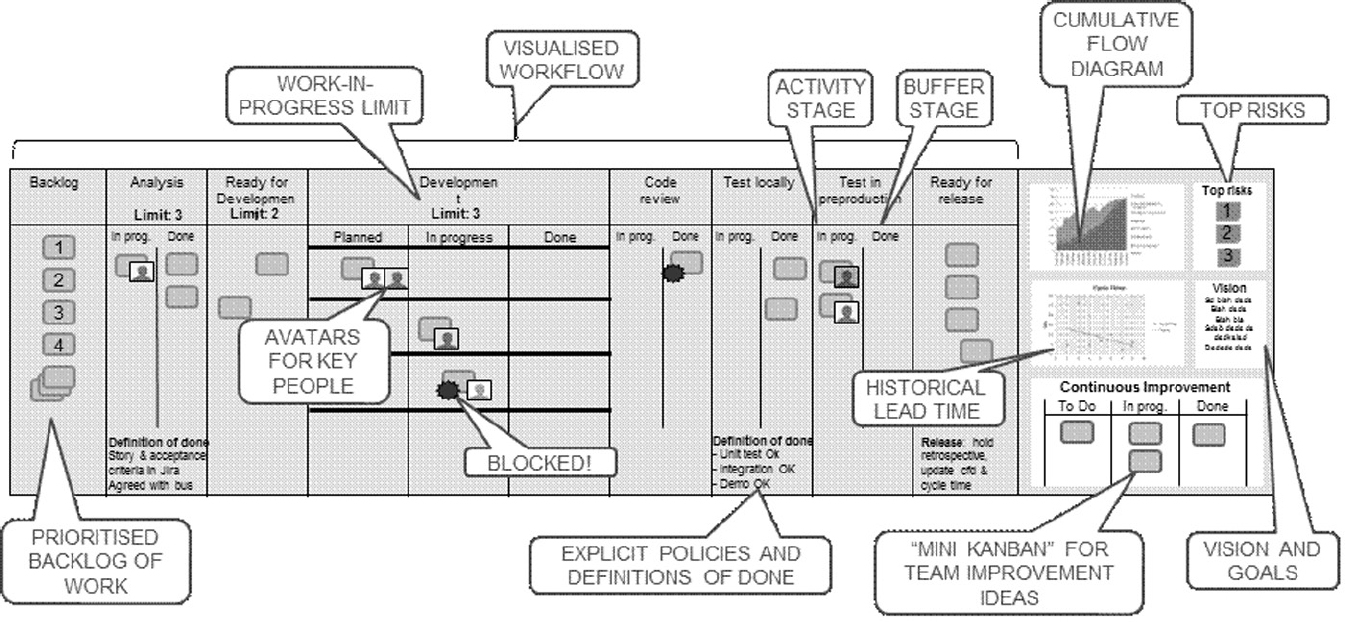 CUMULATIVE
FLOW
DIAGRAM
VISUALISED
WORKFLOW
WORK-IN-
PROGRESS LIMIT
ACTIVITY
STAGE
BUFFER
STAGE
TOP RISKS
Backlog
Analysis
Limit: 3
Ready for
Developmen
Limit: 2
Developmen
t
Limit: 3
Code
review
Test locally
Test in
preproduction
Ready for
release
In prog. Done
Planned In progress Done
In prog. Done
In prog. Done
In prog. Done
1
2
3
4
Top risks
1
2
3
Cycle time
Vision
AVATARS
FOR KEY
PEOPLE
HISTORICAL
LEAD TIME
BLOCKED!
Continuous Improvement
To Do In prog. Done
Definition of done
Story & acceptance
criteria in Jira
Agreed with bus
Definition of done
- Unit test Ok
- Integration OK
- Demo OK
Release: hold
retrospective,
update cfd &
cycle time
PRIORITISED
BACKLOG OF
WORK
EXPLICIT POLICIES AND
DEFINITIONS OF DONE
“MINI KANBAN” FOR
TEAM IMPROVEMENT
IDEAS
VISION AND
GOALS